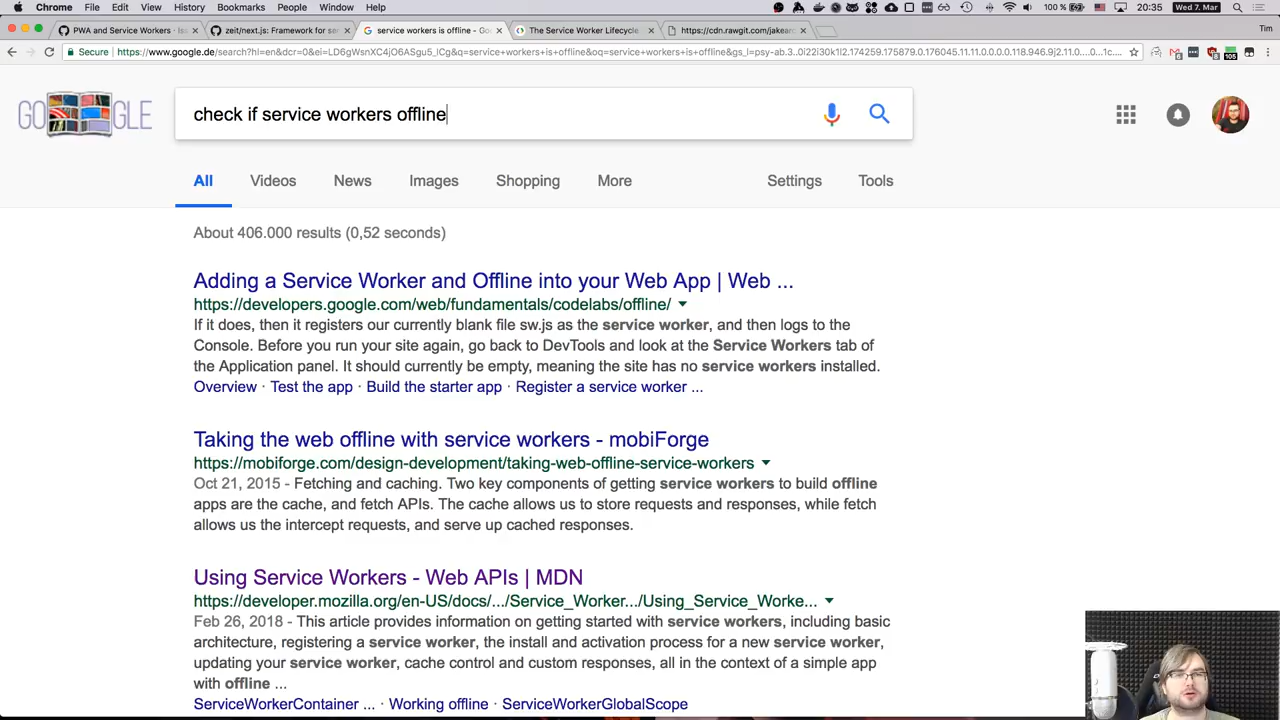 Chrome File Edit View History Bookmarks People Window Help 100 % 20:35 Wed 7. Mar
PWA and Service Workers - Iss
zeit/next.js: Framework for se
service workers is offline - Go
The Service Worker Lifecycle
https://cdn.rawgit.com/jakearc
Tim
Secure https://www.google.de/search?hl=en&dcr=0&ei=LD6gWsnXC4jO6ASgu5_ICg&q=service+workers+is+offline&oq=service+workers+is+offline&gs_l=psy-ab.3..0i22i30k1l2.174259.175879.0.176045.11.11.0.0.0.0.118.946.9j2.11.0....0...1c....
GOOGLE
check if service workers offline
All Videos News Images Shopping More Settings Tools
About 406.000 results (0,52 seconds)
Adding a Service Worker and Offline into your Web App | Web ...
https://developers.google.com/web/fundamentals/codelabs/offline/
If it does, then it registers our currently blank file sw.js as the service worker, and then logs to the
Console. Before you run your site again, go back to DevTools and look at the Service Workers tab of
the Application panel. It should currently be empty, meaning the site has no service workers installed.
Overview · Test the app · Build the starter app · Register a service worker ...
Taking the web offline with service workers - mobiForge
https://mobiforge.com/design-development/taking-web-offline-service-workers
Oct 21, 2015 - Fetching and caching. Two key components of getting service workers to build offline
apps are the cache, and fetch APIs. The cache allows us to store requests and responses, while fetch
allows us the intercept requests, and serve up cached responses.
Using Service Workers - Web APIs | MDN
https://developer.mozilla.org/en-US/docs/.../Service_Worker.../Using_Service_Worke...
Feb 26, 2018 - This article provides information on getting started with service workers, including basic
architecture, registering a service worker, the install and activation process for a new service worker,
updating your service worker, cache control and custom responses, all in the context of a simple app
with offline ...
ServiceWorkerContainer ... · Working offline · ServiceWorkerGlobalScope